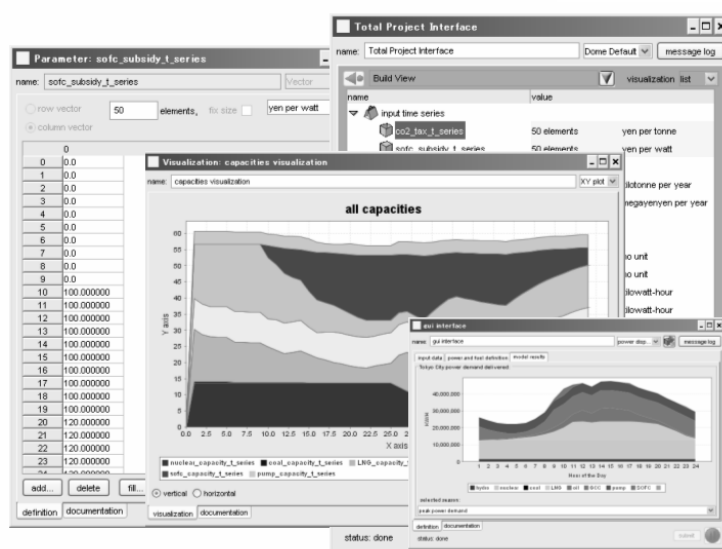 Total Project Interface
name: Total Project Interface Dome Default message log
Build View visualization list
name value
input time series
co2_tax_t_series 50 elements yen per tonne
sofc_subsidy_t_series 50 elements yen per watt
kilotonne per year
megayenyen per year
no unit
no unit
kilowatt-hour
kilowatt-hour
status: done
Parameter: sofc_subsidy_t_series
name: sofc_subsidy_t_series Vector
row vector 50 elements, fix size yen per watt
column vector
0
0 0.0
1 0.0
2 0.0
3 0.0
4 0.0
5 0.0
6 0.0
7 0.0
8 0.0
9 0.0
10 100.000000
11 100.000000
12 100.000000
13 100.000000
14 100.000000
15 100.000000
16 100.000000
17 100.000000
18 100.000000
19 100.000000
20 120.000000
21 120.000000
22 120.000000
23 120.000000
add... delete fill...
definition documentation
Visualization: capacities visualization
name: capacities visualization XY plot
all capacities
Y axis
60
55
50
45
40
35
30
25
20
15
10
5
0
0.0 2.5 5.0 7.5 10.0 12.5 15.0 17.5 20.0 22.5 25.0
X axis
nuclear_capacity_t_series coal_capacity_t_series LNG_capacity_t
sofc_capacity_t_series pump_capacity_t_series
vertical horizontal
visualization documentation
gui interface
name: gui interface power disp... message log
input data power and fuel definition model results
Tokyo City power demand delivered
40,000,000
30,000,000
20,000,000
10,000,000
0
1 2 3 4 5 6 7 8 9 10 11 12 13 14 15 16 17 18 19 20 21 22 23 24
Hour of the Day
hydro nuclear coal LNG oil GCC pump SOFC
selected season:
peak power demand
definition documentation
status: done submit